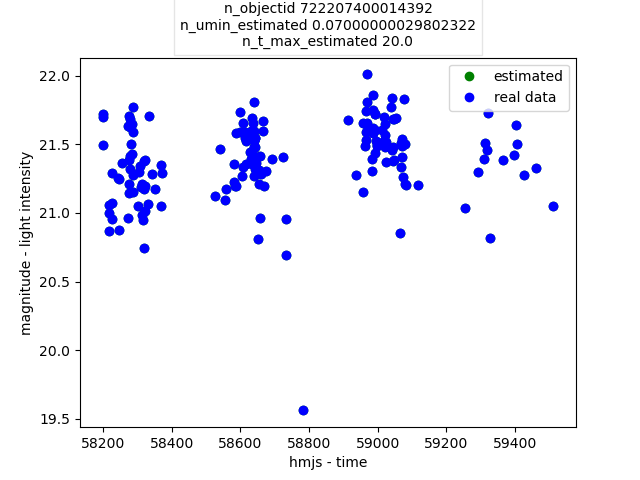 n_objectid 722207400014392
n_umin_estimated 0.07000000029802322
n_t_max_estimated 20.0
estimated
real data
22.0
21.5
21.0
20.5
20.0
19.5
magnitude - light intensity
58200 58400 58600 58800 59000 59200 59400
hmjs - time